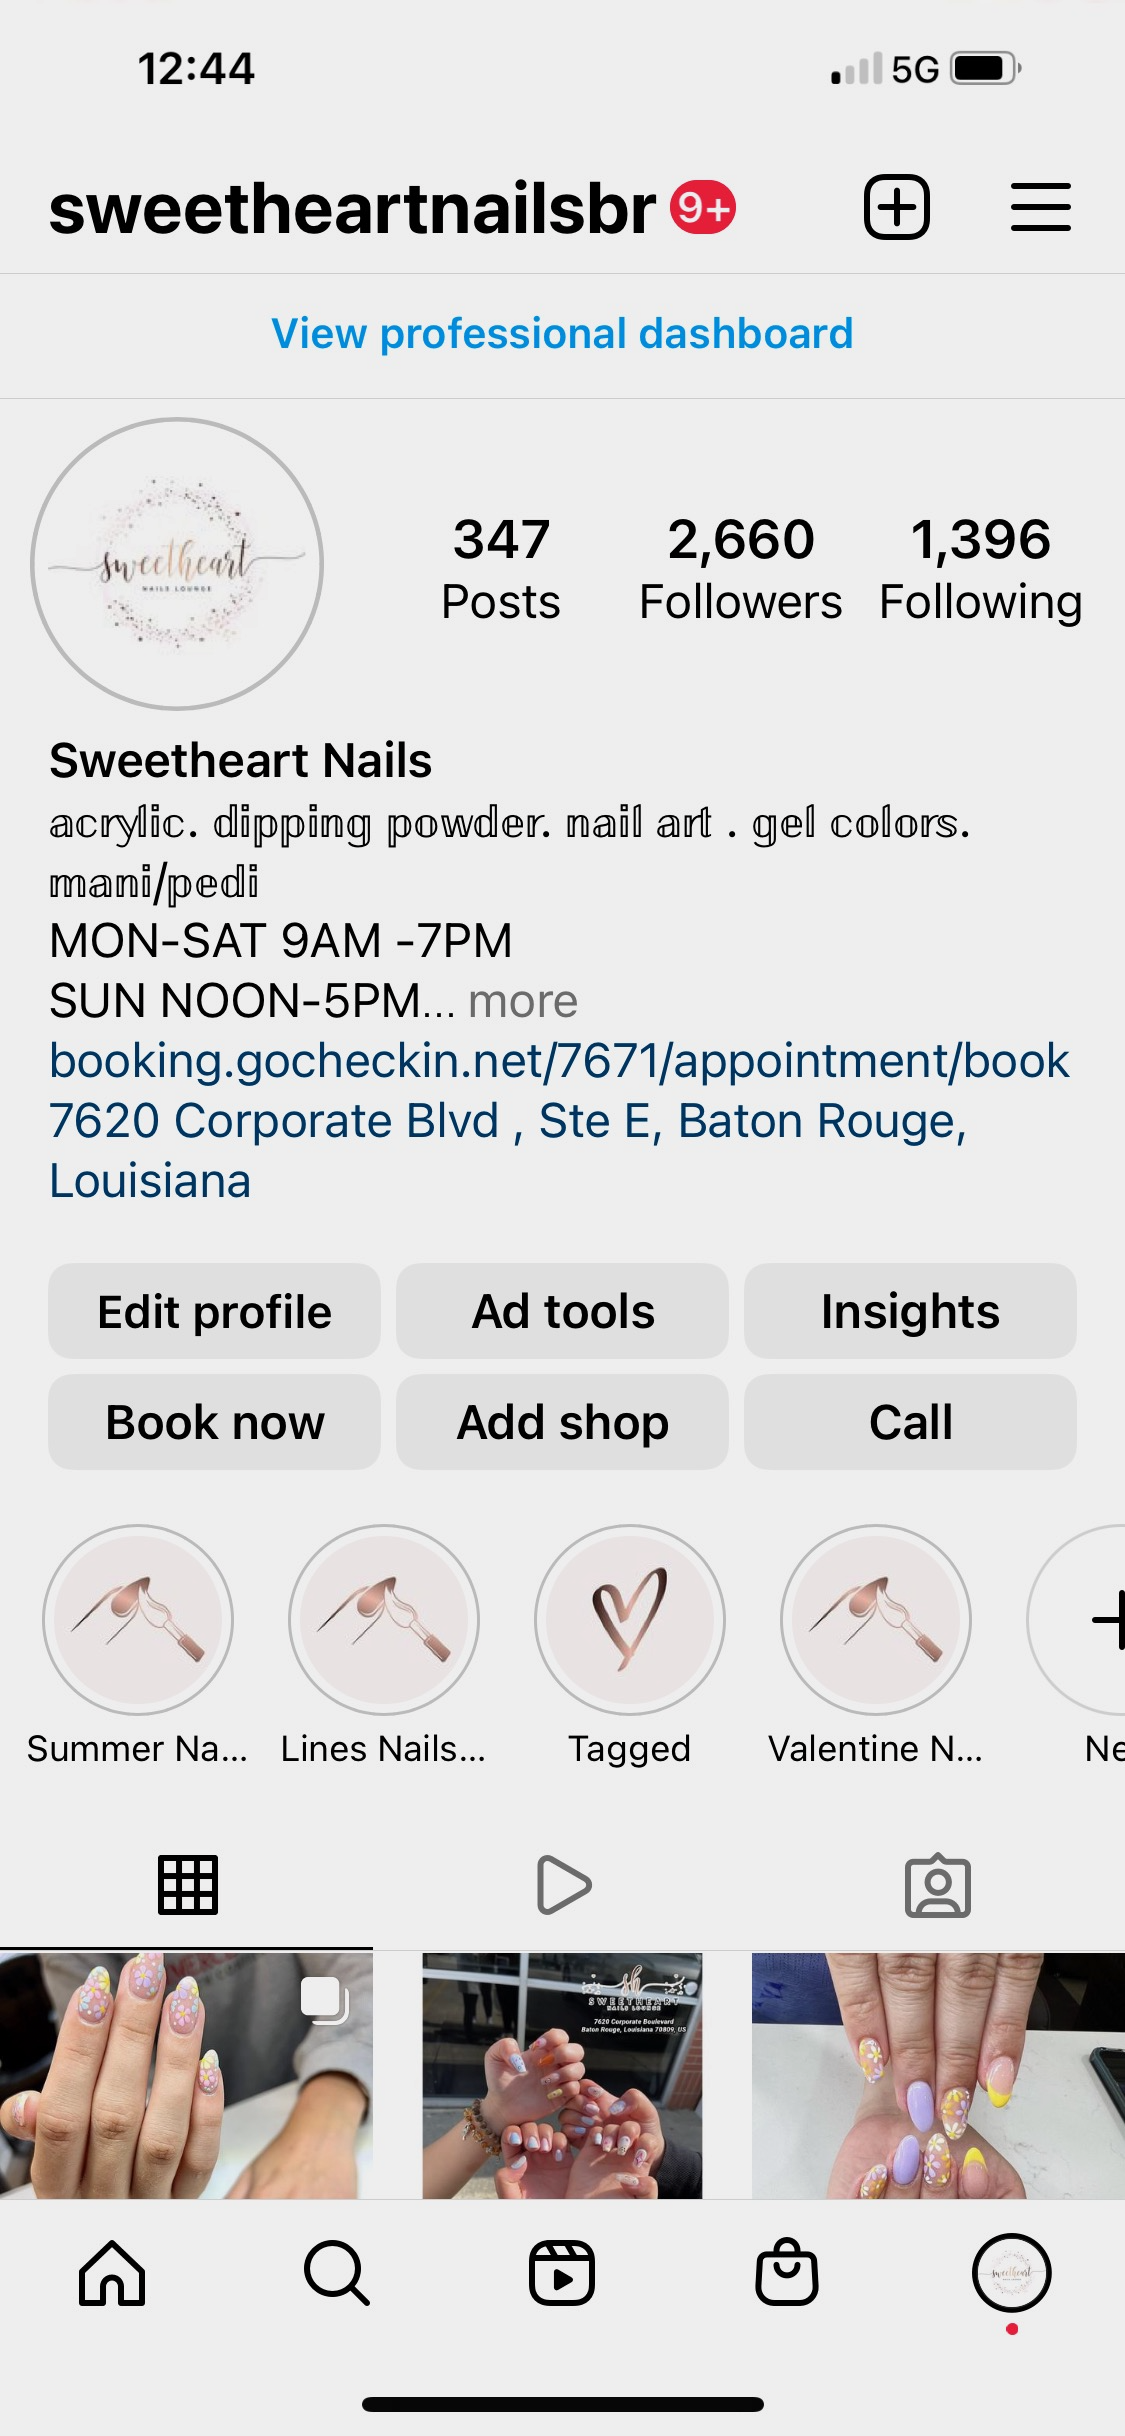 12:44
5G
sweetheartnailsbr 9+
View professional dashboard
sweetheart
NAILS LOUNGE
347 2,660 1,396
Posts Followers Following
Sweetheart Nails
𝕒𝕔𝕣𝕪𝕝𝕚𝕔. 𝕕𝕚𝕡𝕡𝕚𝕟𝕘 𝕡𝕠𝕨𝕕𝕖𝕣. 𝕟𝕒𝕚𝕝 𝕒𝕣𝕥 . 𝕘𝕖𝕝 𝕔𝕠𝕝𝕠𝕣𝕤.
𝕞𝕒𝕟𝕚/𝕡𝕖𝕕𝕚
MON-SAT 9AM -7PM
SUN NOON-5PM... more
booking.gocheckin.net/7671/appointment/book
7620 Corporate Blvd , Ste E, Baton Rouge,
Louisiana
Edit profile Ad tools Insights
Book now Add shop Call
Summer Na... Lines Nails... Tagged Valentine N... Ne
sh
SWEETHEART
NAILS LOUNGE
7620 Corporate Boulevard
Baton Rouge, Louisiana 70809, US
sweetheart